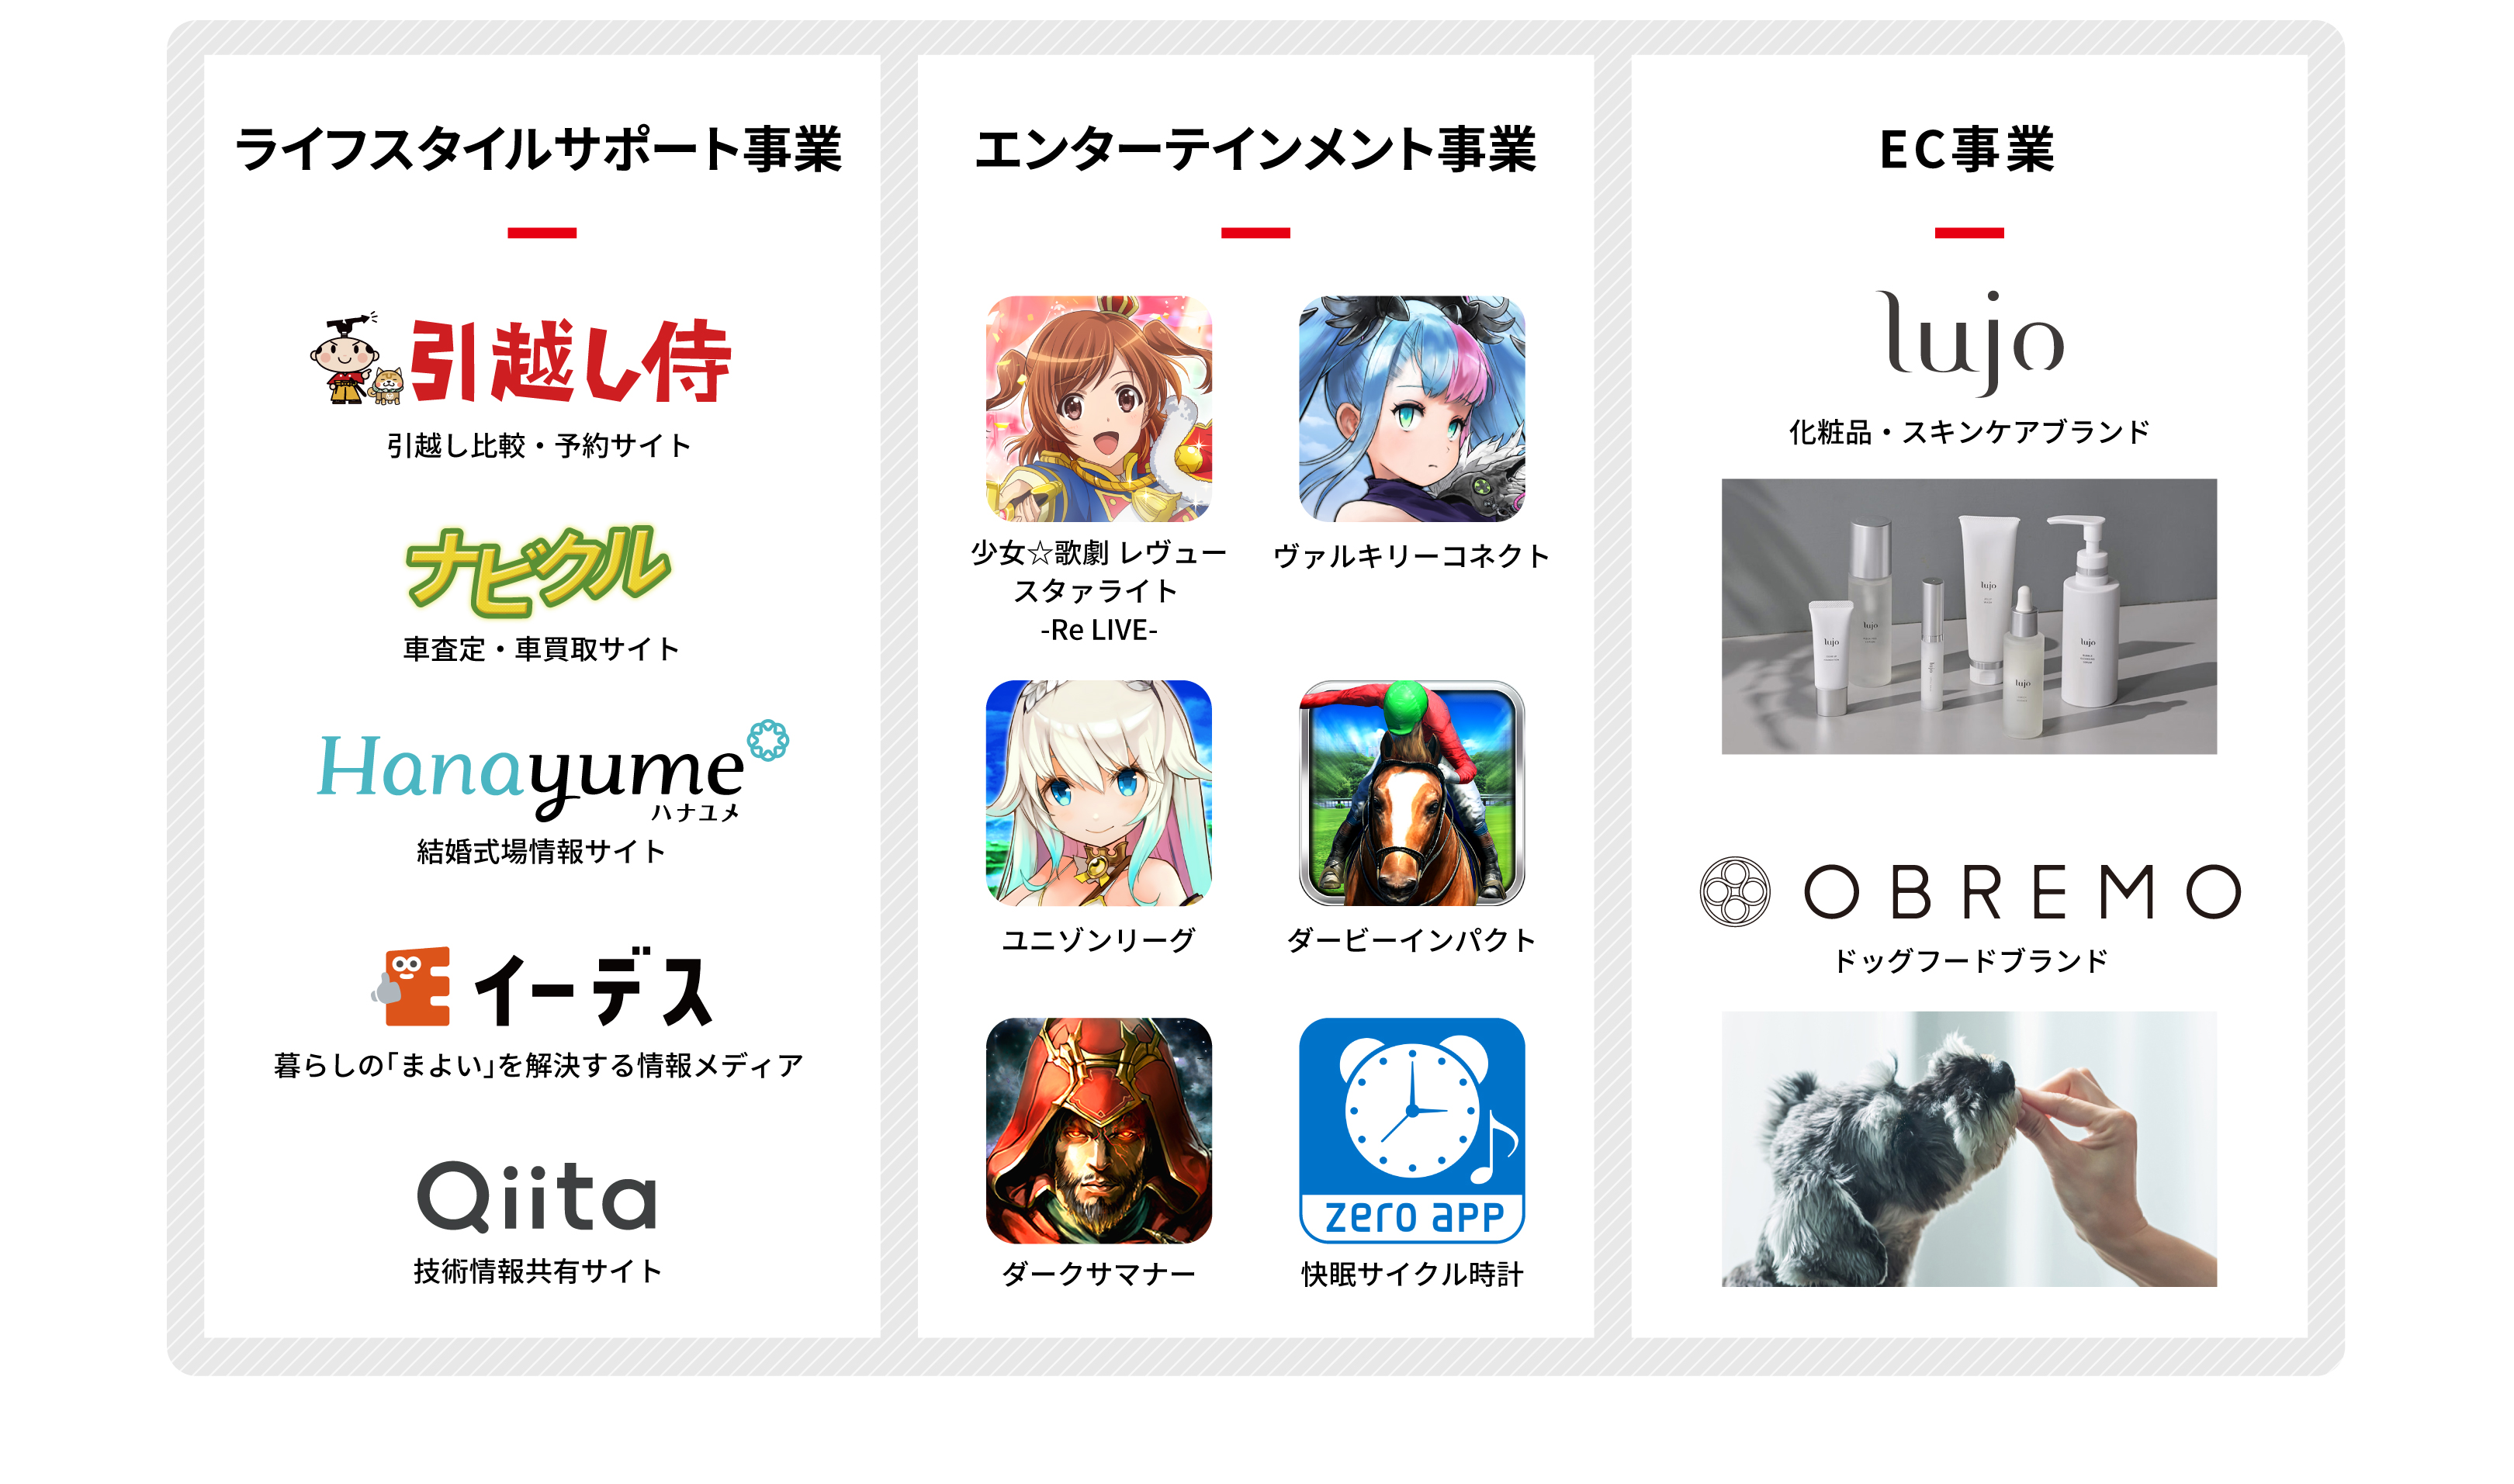 ライフスタイルサポート事業
引越し侍
引越し比較・予約サイト
ナビクル
車査定・車買取サイト
Hanayume
ハナユメ
結婚式場情報サイト
イーデス
暮らしの「まよい」を解決する情報メディア
Qiita
技術情報共有サイト
エンターテインメント事業
少女☆歌劇 レヴュー
スタァライト
-Re LIVE-
ヴァルキリーコネクト
ユニゾンリーグ
ダービーインパクト
ダークサマナー
zero app
快眠サイクル時計
EC事業
lujo
化粧品・スキンケアブランド
lujo
lujo
lujo
lujo
lujo
OBREMO
ドッグフードブランド